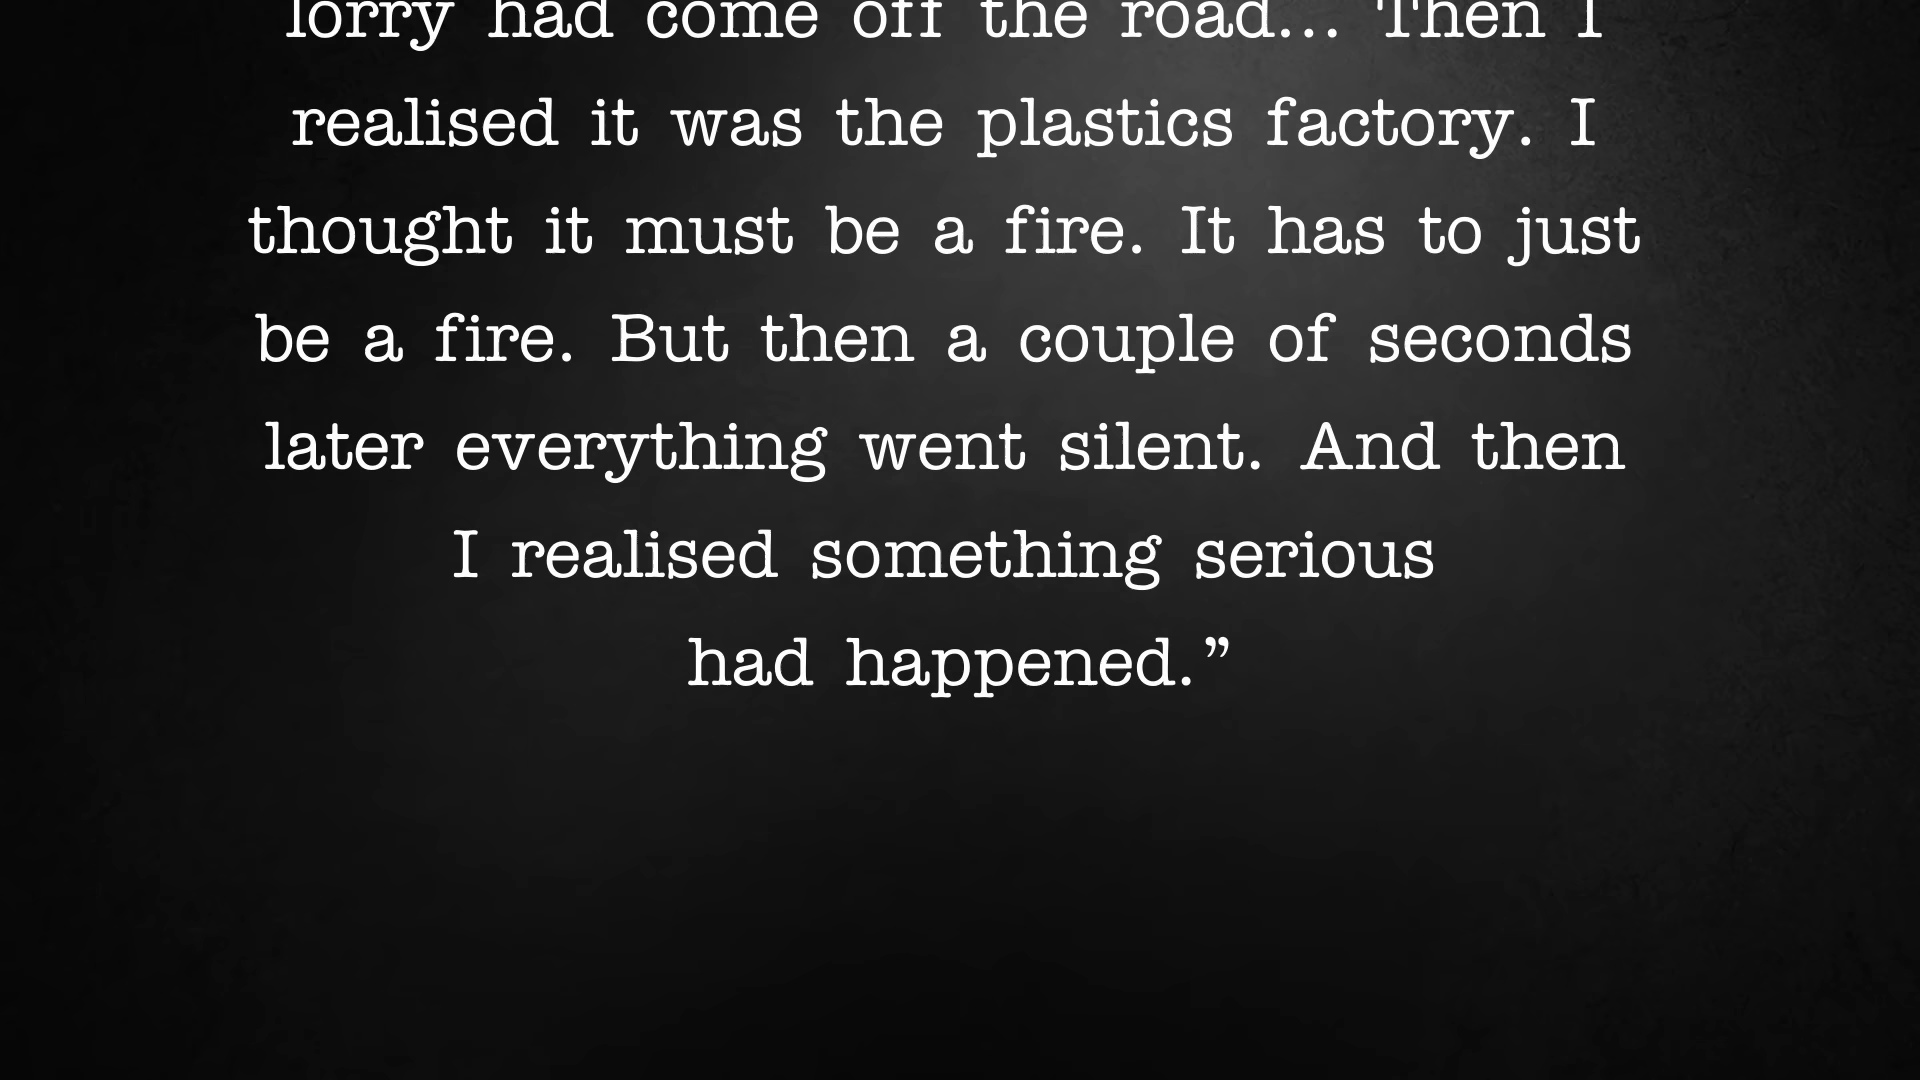 lorry had come off the road... Then I
realised it was the plastics factory. I
thought it must be a fire. It has to just
be a fire. But then a couple of seconds
later everything went silent. And then
I realised something serious
had happened.”